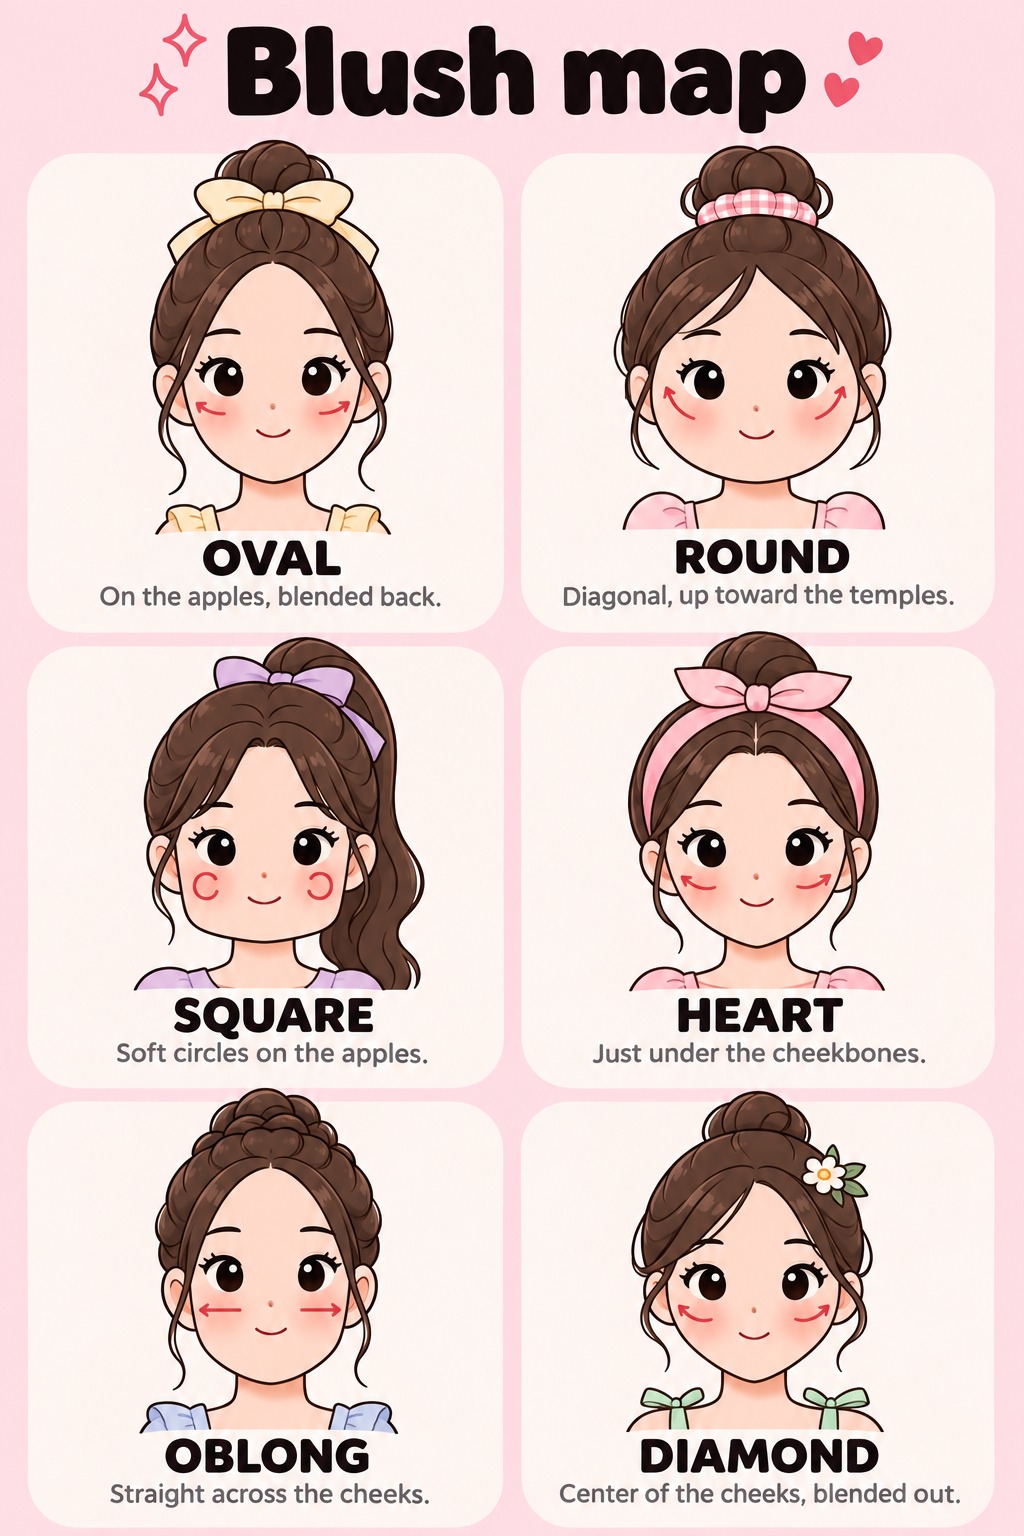 Blush map
OVAL
On the apples, blended back.
ROUND
Diagonal, up toward the temples.
SQUARE
Soft circles on the apples.
HEART
Just under the cheekbones.
OBLONG
Straight across the cheeks.
DIAMOND
Center of the cheeks, blended out.